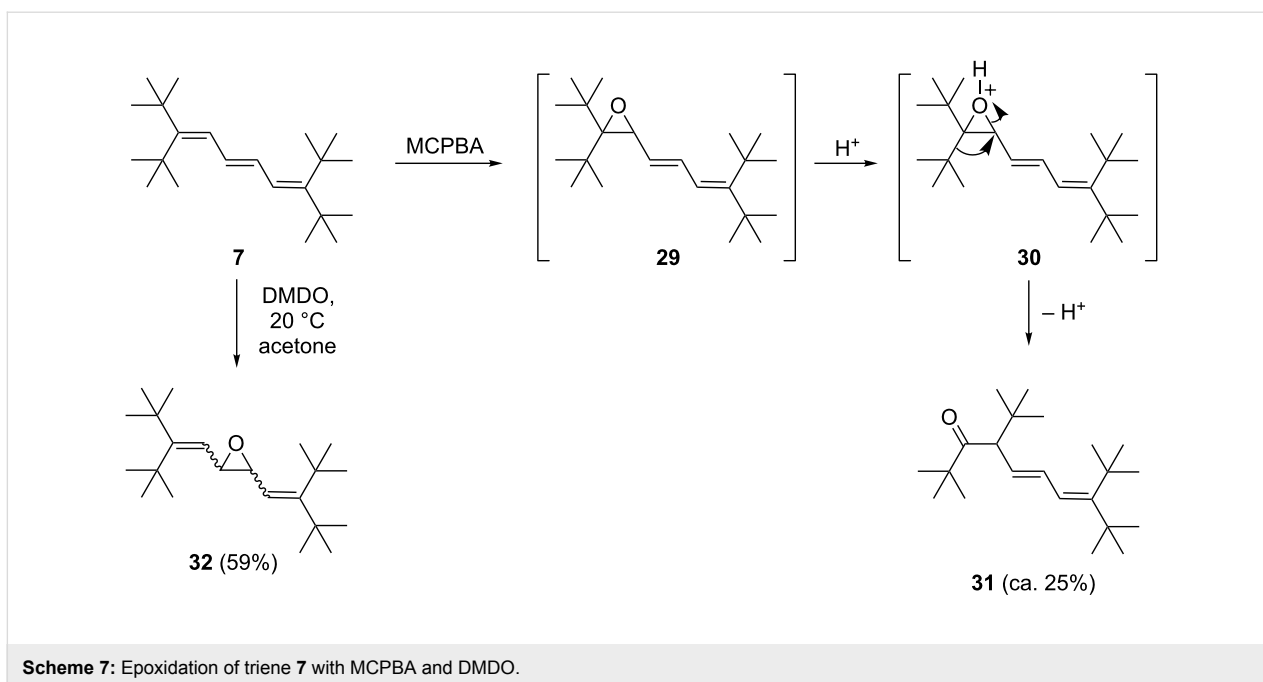 O
H
O
+
MCPBA
H+
7
29
30
DMDO,
20 °C
acetone
– H+
O
O
32 (59%)
31 (ca. 25%)
Scheme 7: Epoxidation of triene 7 with MCPBA and DMDO.